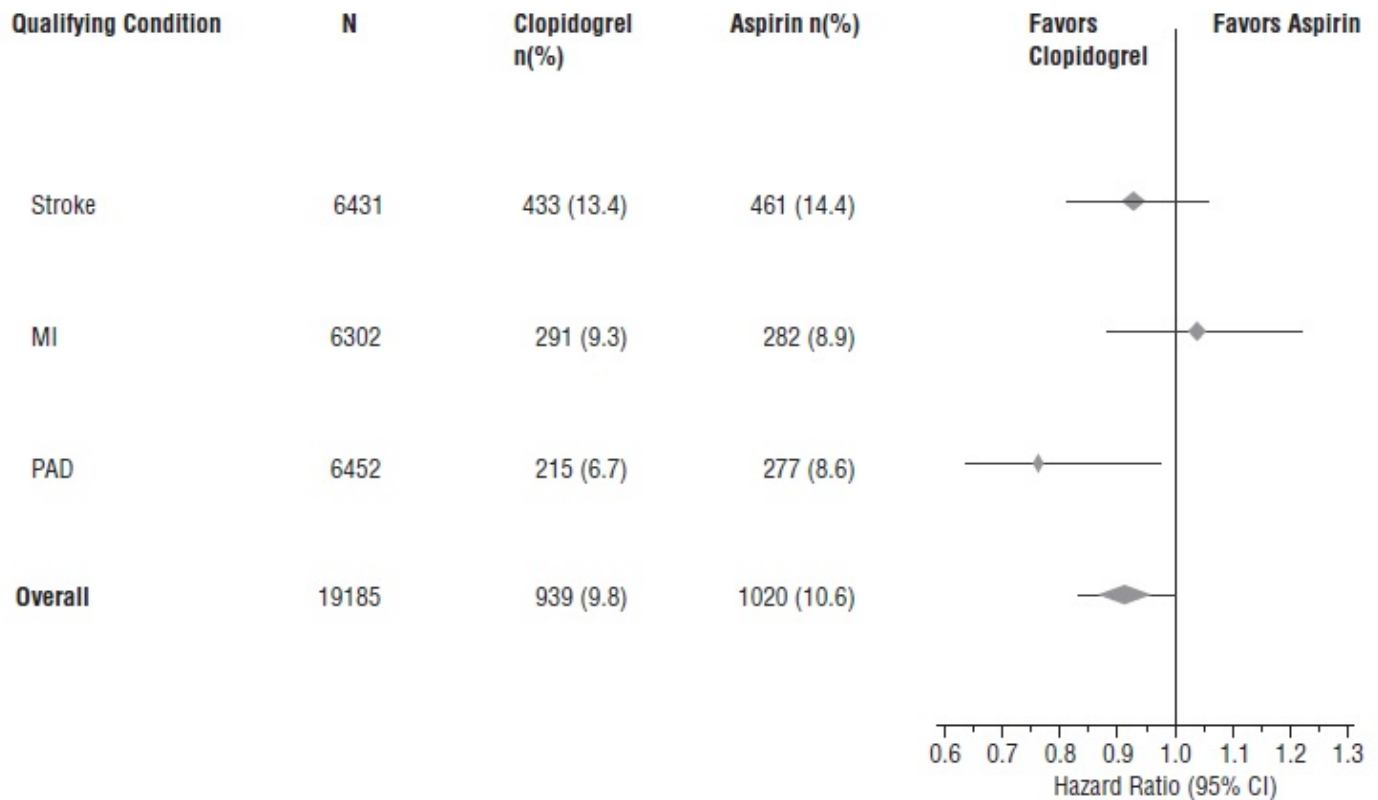 Qualifying Condition N Clopidogrel n(%) Aspirin n(%) Favors Clopidogrel Favors Aspirin
Stroke 6431 433 (13.4) 461 (14.4)
MI 6302 291 (9.3) 282 (8.9)
PAD 6452 215 (6.7) 277 (8.6)
Overall 19185 939 (9.8) 1020 (10.6)
0.6 0.7 0.8 0.9 1.0 1.1 1.2 1.3
Hazard Ratio (95% CI)